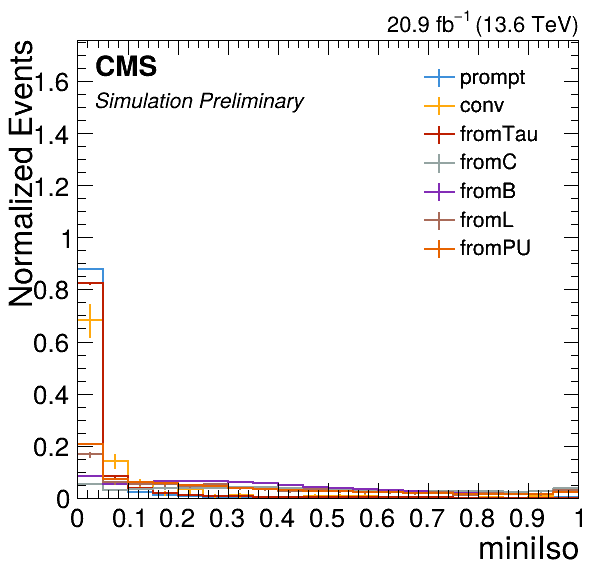 20.9 fb⁻¹ (13.6 TeV)
CMS
Simulation Preliminary
Normalized Events
prompt
conv
fromTau
fromC
fromB
fromL
fromPU
1.6
1.4
1.2
1
0.8
0.6
0.4
0.2
0
0 0.1 0.2 0.3 0.4 0.5 0.6 0.7 0.8 0.9 1
miniIso